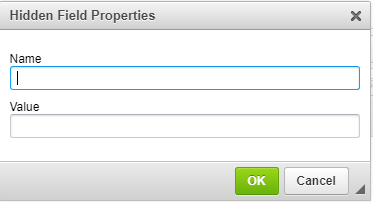 Hidden Field Properties
Name
Value
OK Cancel